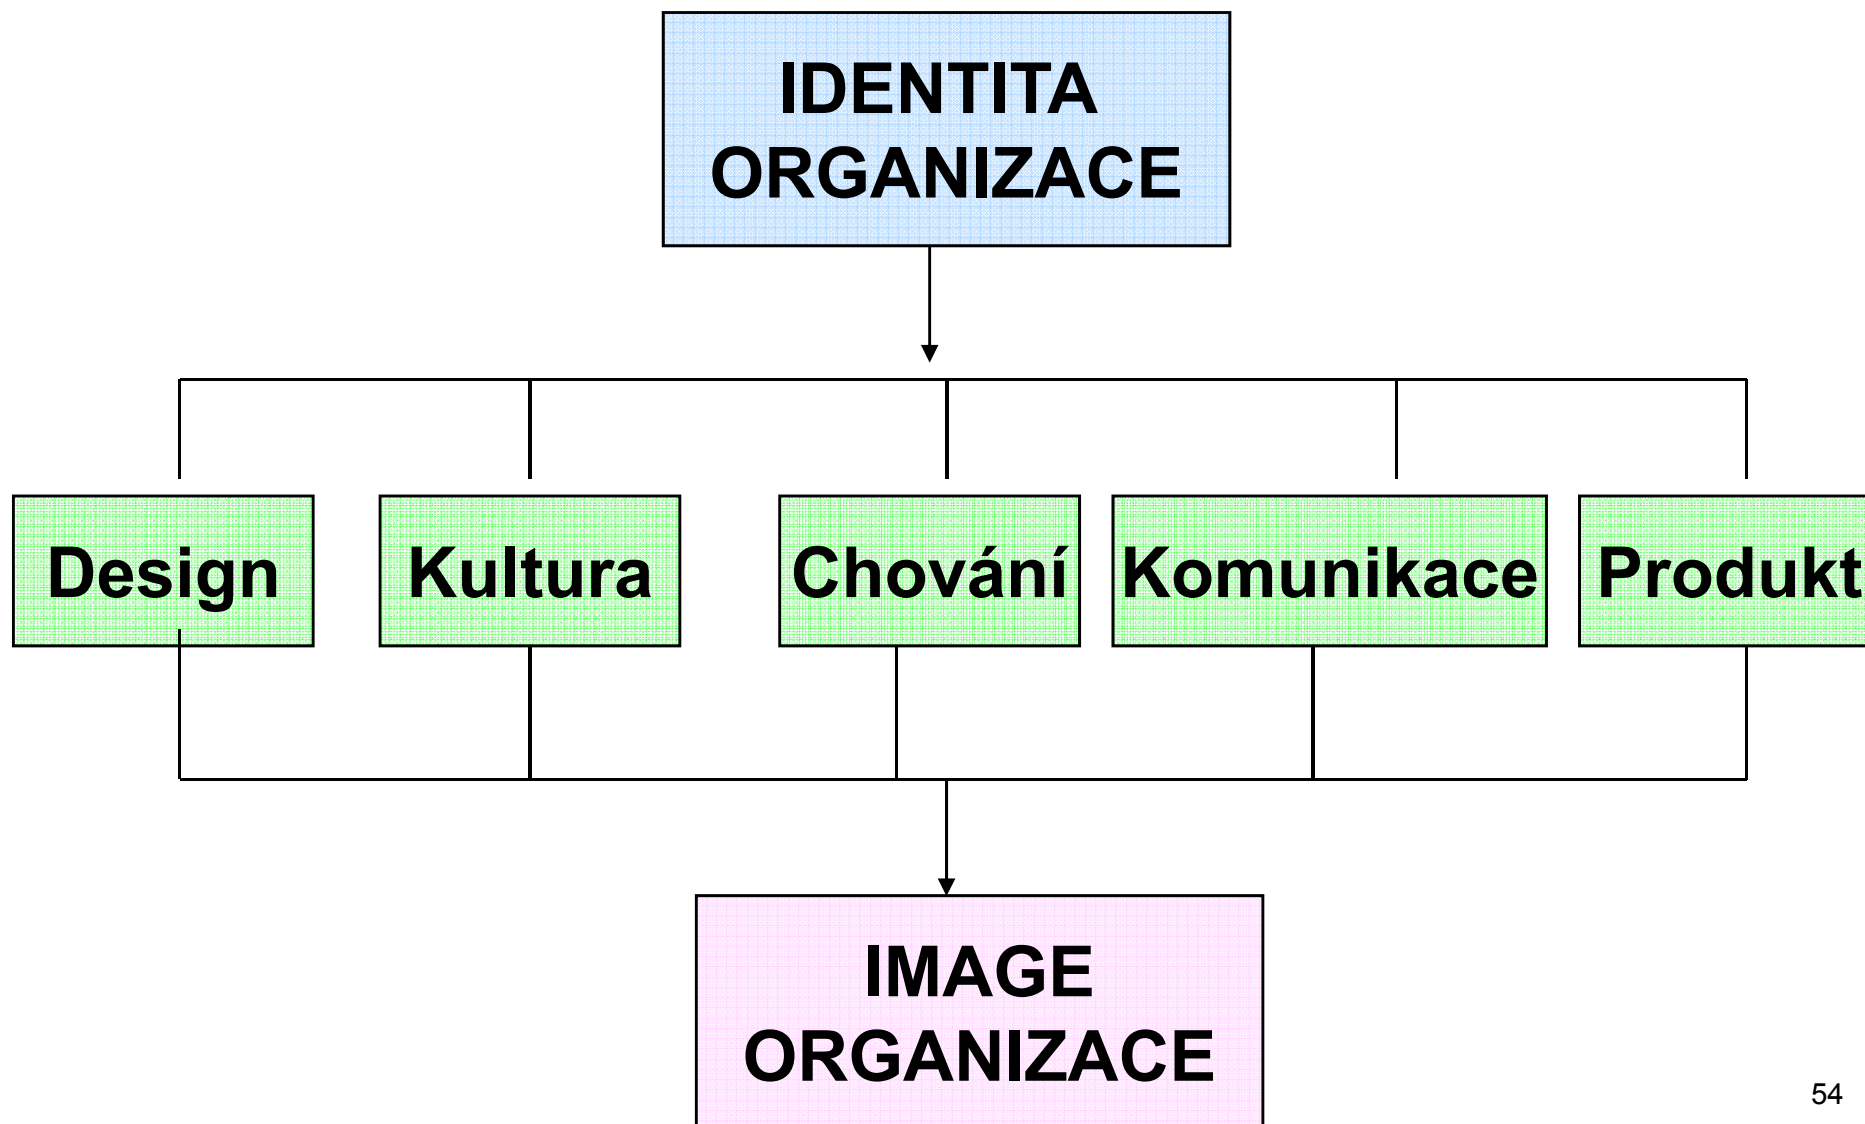 IDENTITA
ORGANIZACE
Design
Kultura
Chování
Komunikace
Produkt
IMAGE
ORGANIZACE
54